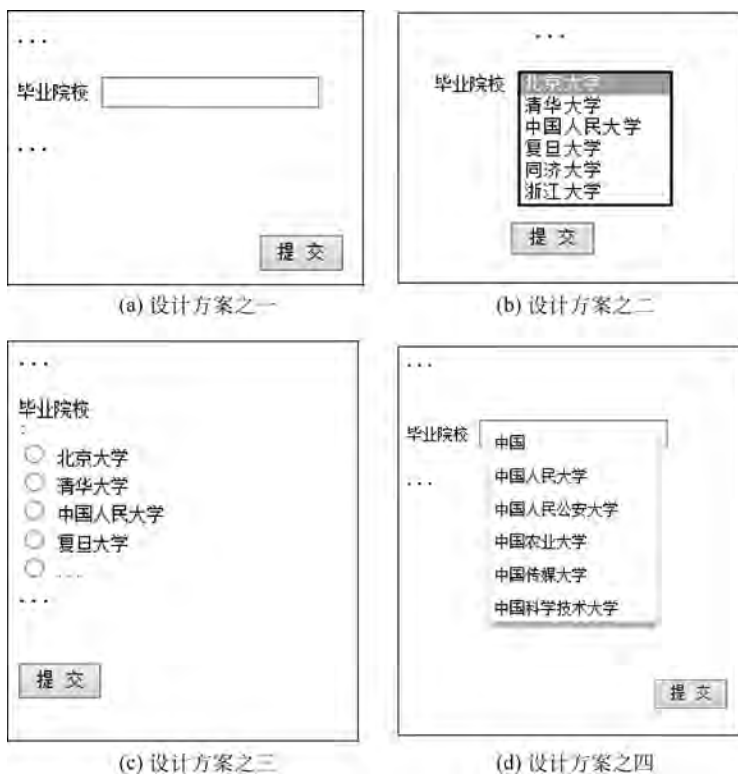 ...
毕业院校
...
提 交
(a) 设计方案之一
...
毕业院校
北京大学
清华大学
中国人民大学
复旦大学
同济大学
浙江大学
提 交
(b) 设计方案之二
...
毕业院校
:
北京大学
清华大学
中国人民大学
复旦大学
...
...
提 交
(c) 设计方案之三
...
毕业院校
中国
...
中国人民大学
中国人民公安大学
中国农业大学
中国传媒大学
中国科学技术大学
提 交
(d) 设计方案之四